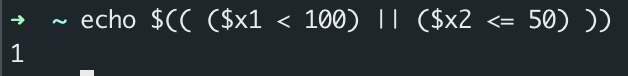 ➜ ~ echo $(( ($x1 < 100) || ($x2 <= 50) ))
1